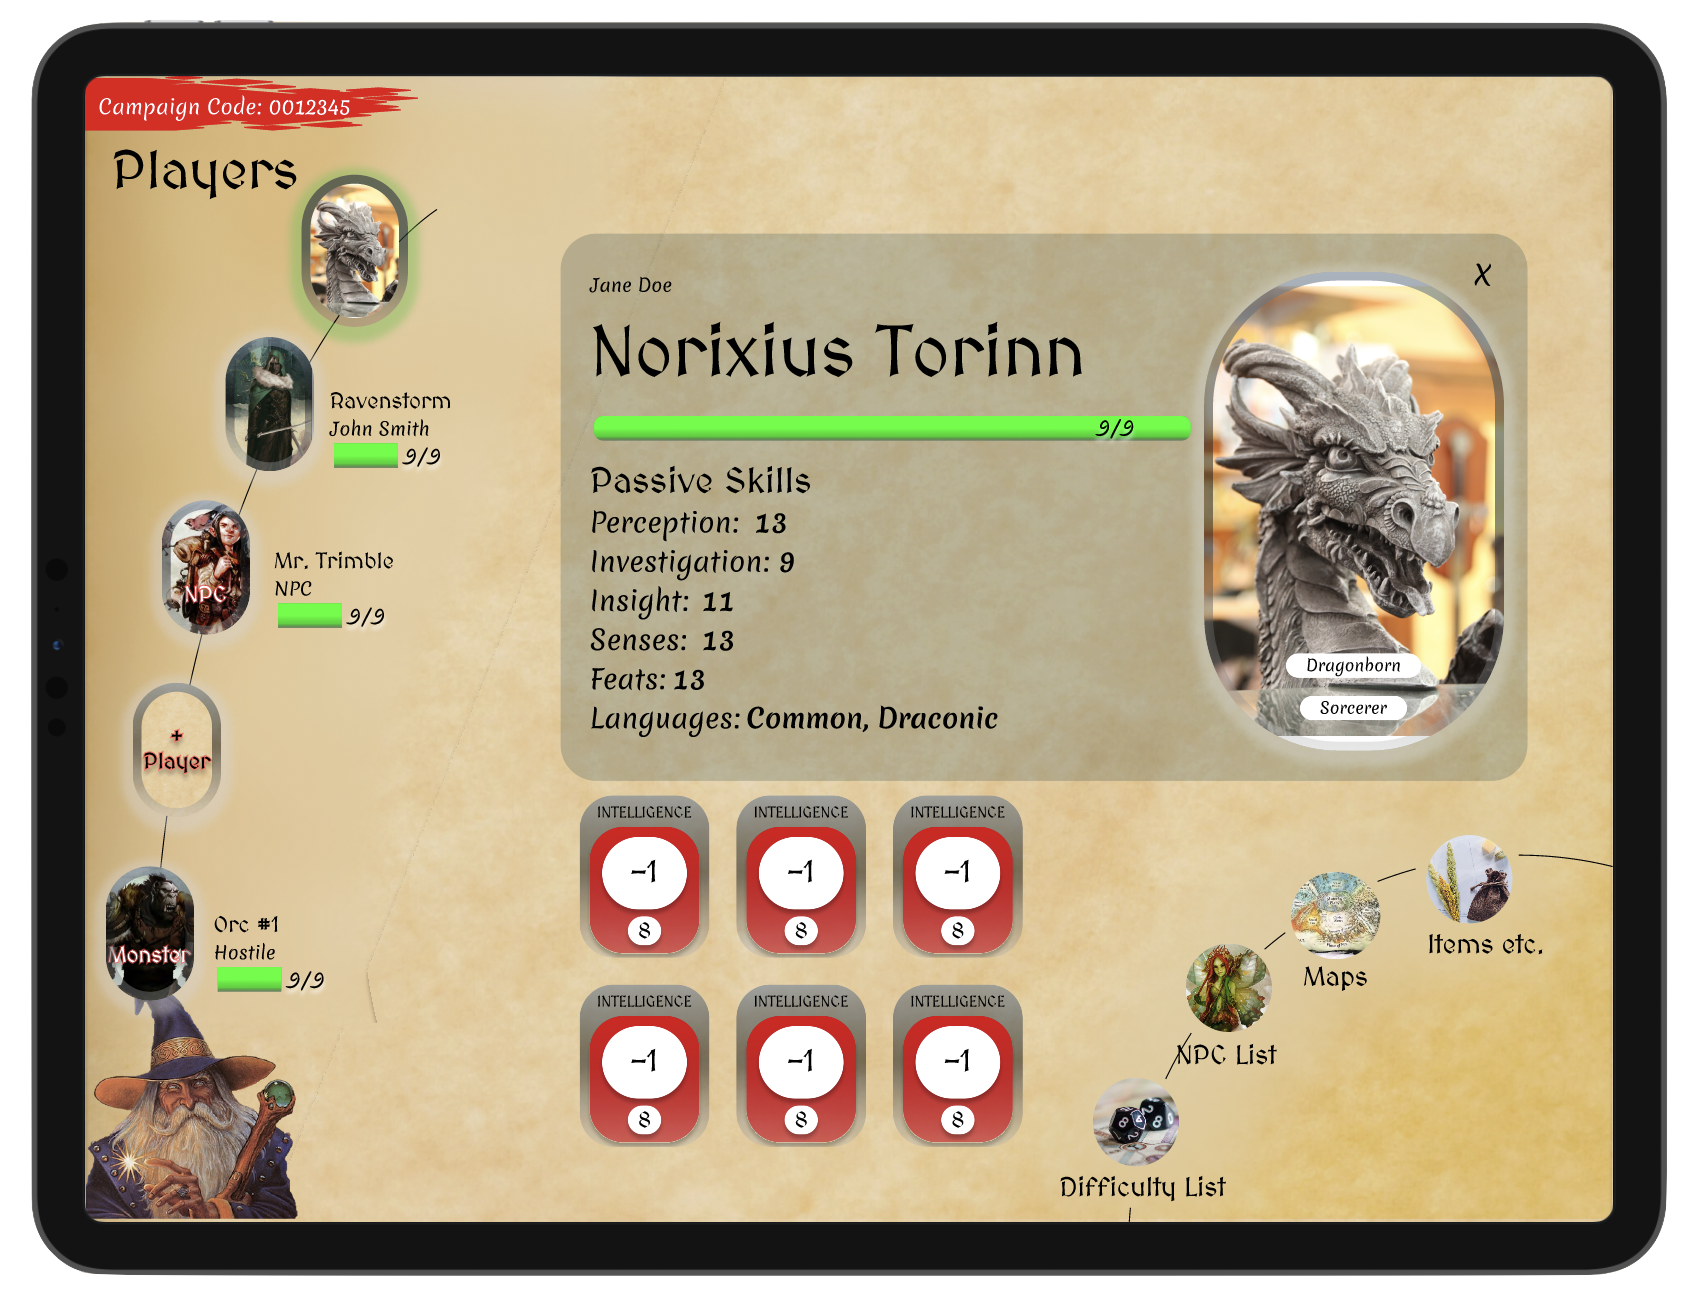 Campaign Code: 0012345
Players
Ravenstorm
John Smith
9/9
Mr. Trimble
NPC
NPC
9/9
+
Player
Orc #1
Hostile
Monster
9/9
X
Jane Doe
Norixius Torinn
9/9
Passive Skills
Perception: 13
Investigation: 9
Insight: 11
Senses: 13
Feats: 13
Languages: Common, Draconic
Dragonborn
Sorcerer
INTELLIGENCE INTELLIGENCE INTELLIGENCE
-1 -1 -1
8 8 8
INTELLIGENCE INTELLIGENCE INTELLIGENCE
-1 -1 -1
8 8 8
Items etc.
Maps
NPC List
Difficulty List